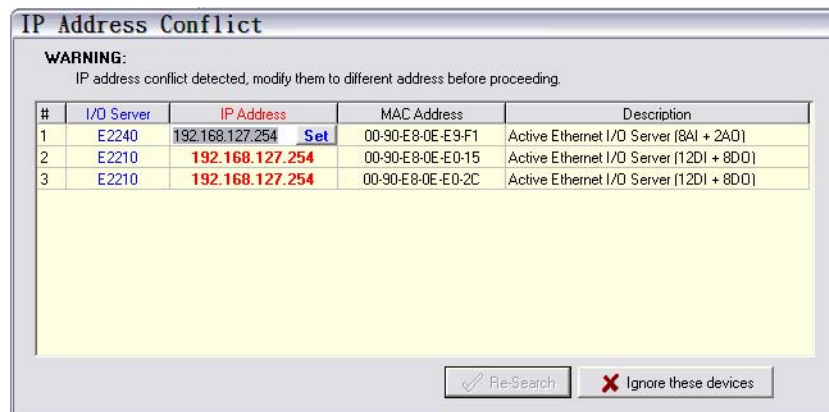 IP Address Conflict
WARNING:
IP address conflict detected, modify them to different address before proceeding.
# I/O Server IP Address MAC Address Description
1 E2240 192.168.127.254 Set 00-90-E8-0E-E9-F1 Active Ethernet I/O Server (8AI + 2AO)
2 E2210 192.168.127.254 00-90-E8-0E-E0-15 Active Ethernet I/O Server (12DI + 8DO)
3 E2210 192.168.127.254 00-90-E8-0E-E0-2C Active Ethernet I/O Server (12DI + 8DO)
Re-Search Ignore these devices